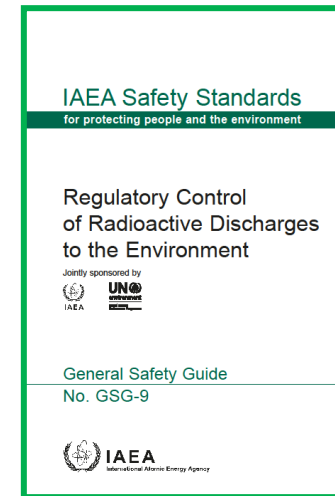 IAEA Safety Standards
for protecting people and the environment
Regulatory Control
of Radioactive Discharges
to the Environment
Jointly sponsored by
IAEA
UN
environment
General Safety Guide
No. GSG-9
IAEA
International Atomic Energy Agency